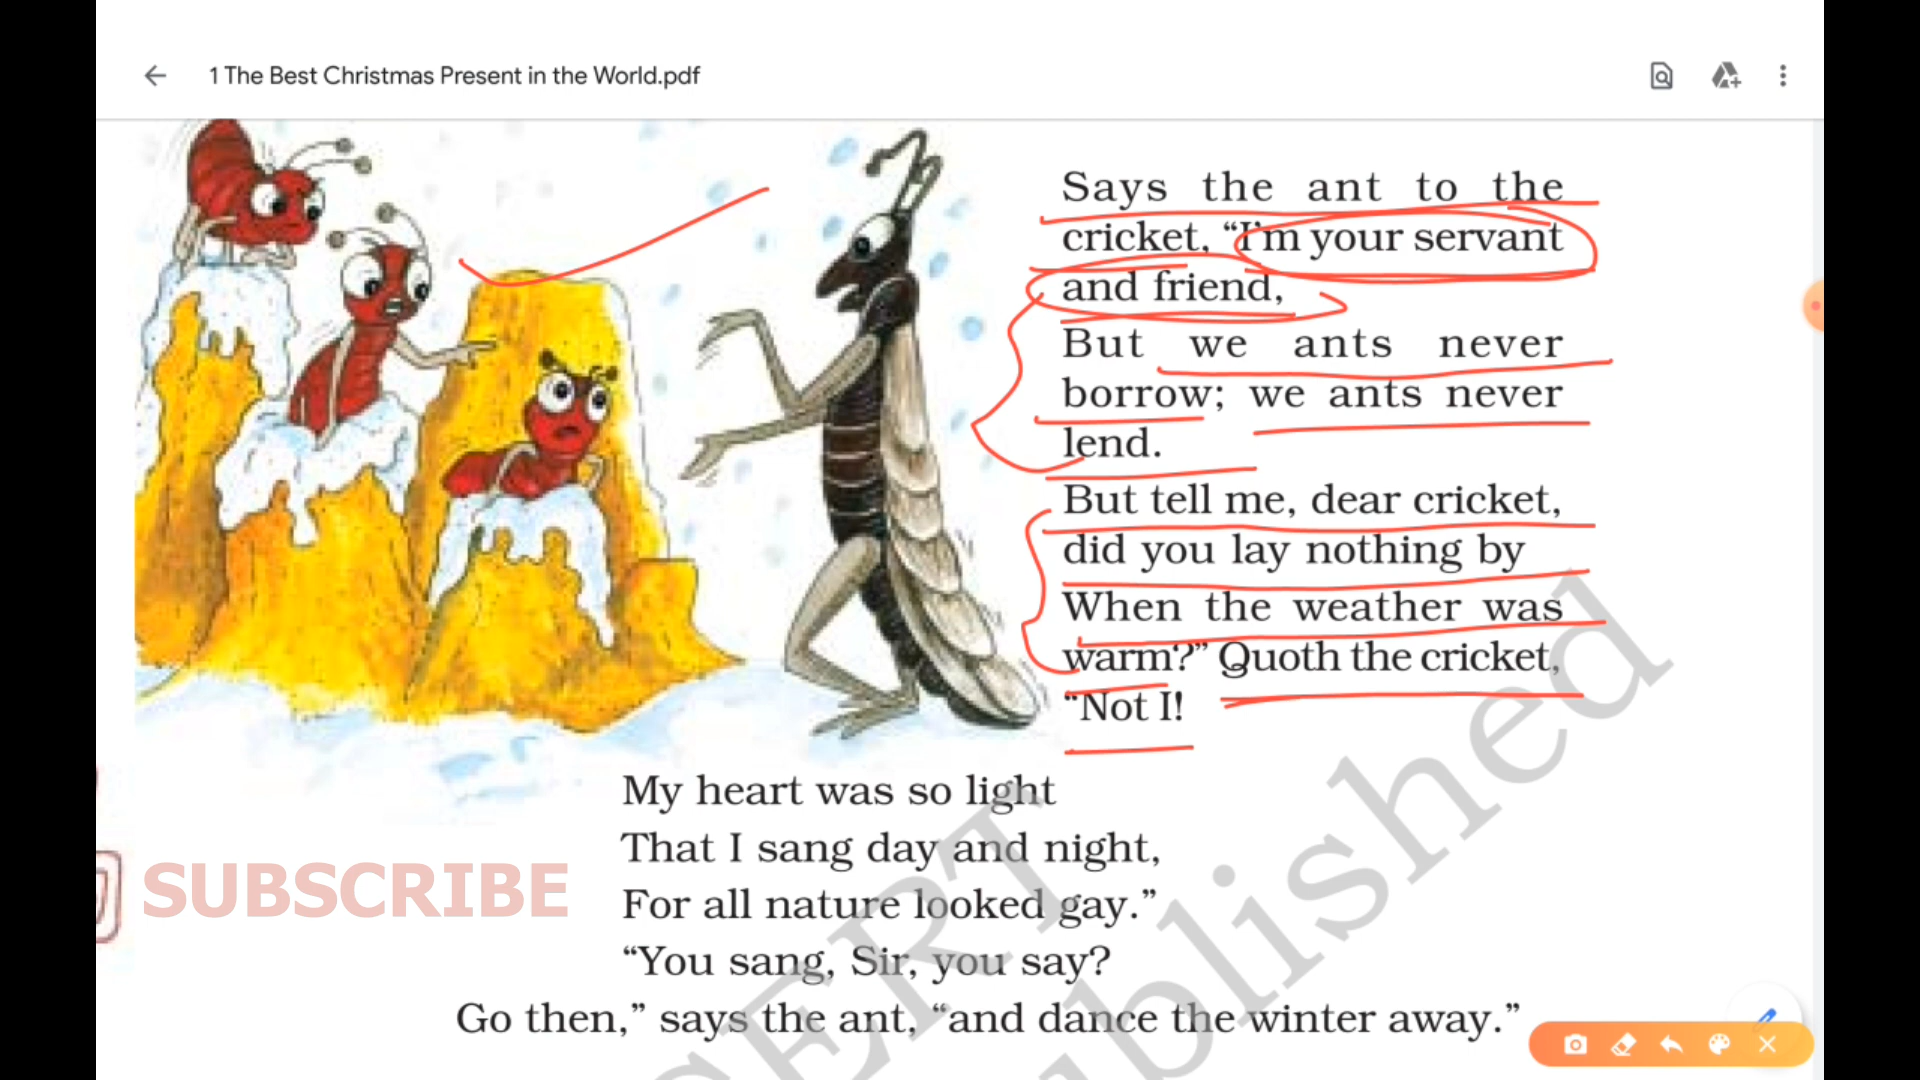 1 The Best Christmas Present in the World.pdf
Says the ant to the
cricket, “I’m your servant
and friend,
But we ants never
borrow; we ants never
lend.
But tell me, dear cricket,
did you lay nothing by
When the weather was
warm?” Quoth the cricket,
“Not I!
My heart was so light
That I sang day and night,
For all nature looked gay.”
“You sang, Sir, you say?
Go then,” says the ant, “and dance the winter away.”
SUBSCRIBE